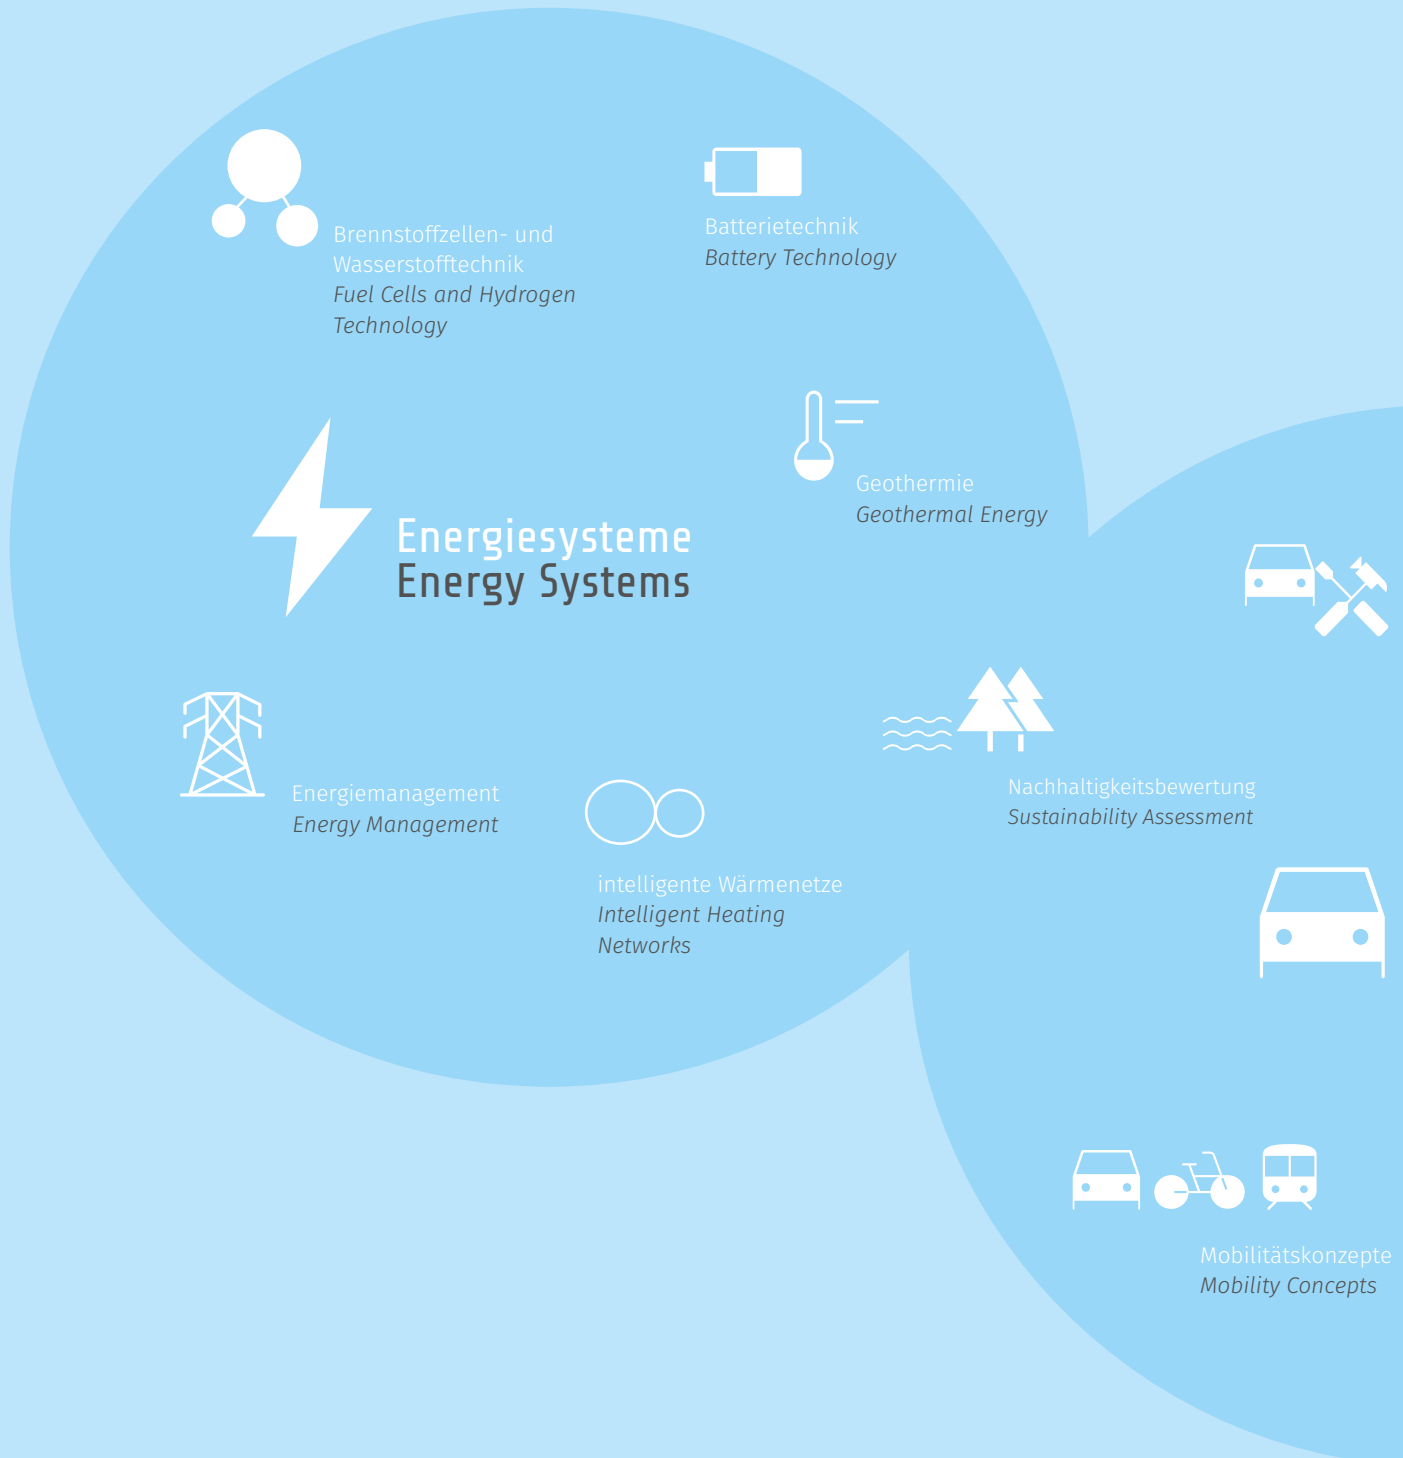 Brennstoffzellen- und
Wasserstofftechnik
Fuel Cells and Hydrogen
Technology
Batterietechnik
Battery Technology
Geothermie
Geothermal Energy
Energiesysteme
Energy Systems
Energiemanagement
Energy Management
intelligente Wärmenetze
Intelligent Heating
Networks
Nachhaltigkeitsbewertung
Sustainability Assessment
Mobilitätskonzepte
Mobility Concepts